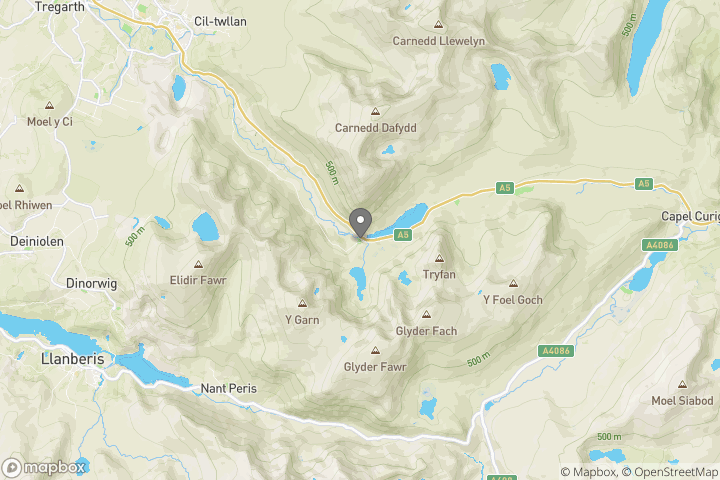 Tregarth
Cil-twllan
Carnedd Llewelyn
Moel y Ci
Carnedd Dafydd
500 m
A5
A5
el Rhiwen
Capel Curig
Deiniolen
500 m
A5
A4086
Elidir Fawr
Tryfan
Dinorwig
Y Foel Goch
Y Garn
Glyder Fach
500 m
A4086
Llanberis
Glyder Fawr
Nant Peris
Moel Siabod
500 m
500 m
mapbox
© Mapbox, © OpenStreetMap